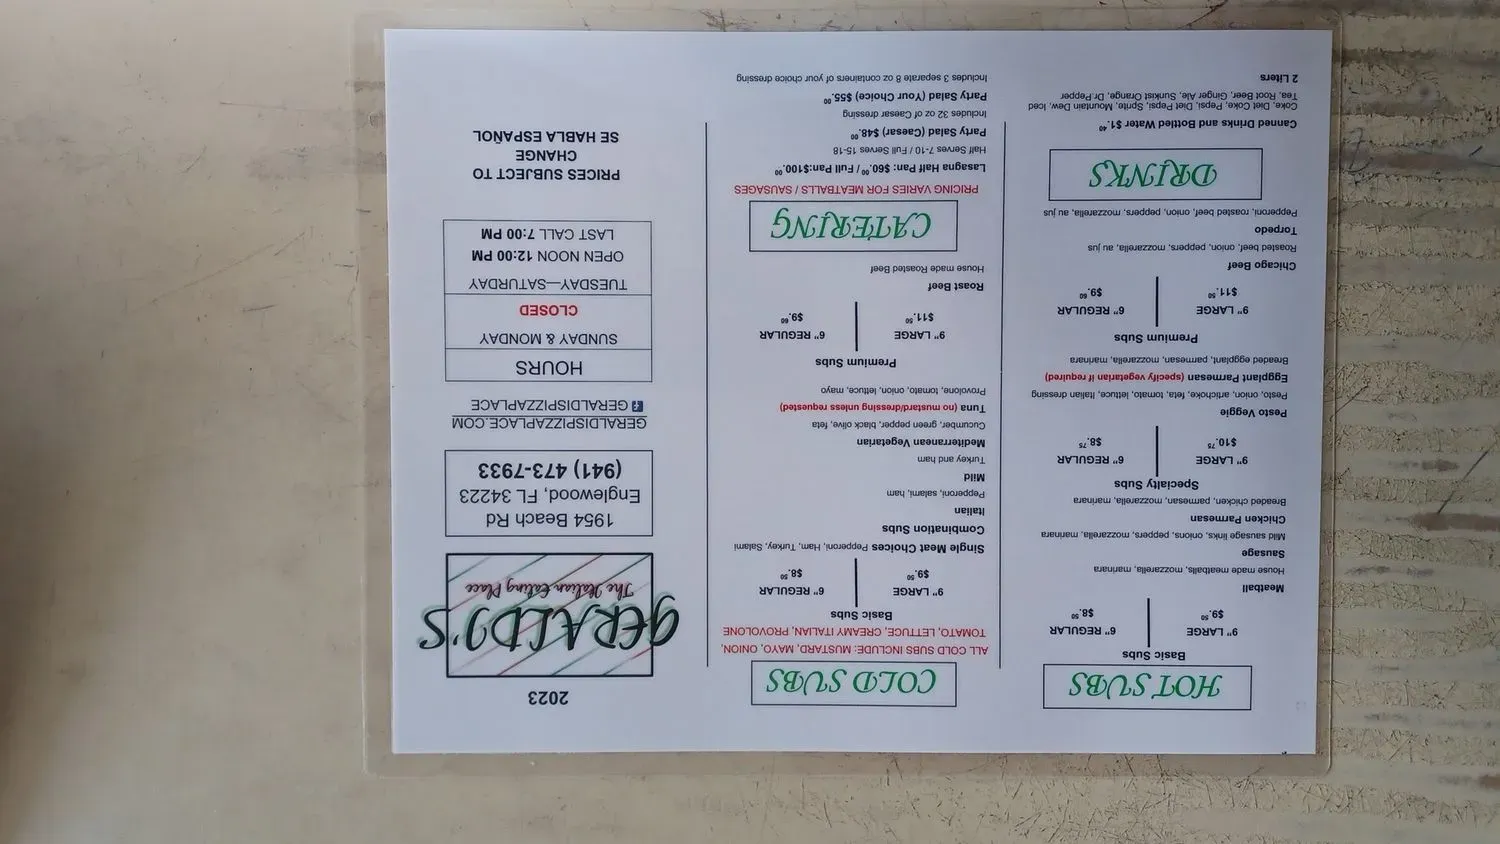 HOT SUBS
Basic Subs
9" LARGE 6" REGULAR
$9.50 $8.50
Meatball
House made meatballs, mozzarella, marinara
Sausage
Mild sausage links, onions, peppers, mozzarella, marinara
Chicken Parmesan
Breaded chicken, parmesan, mozzarella, marinara
Specialty Subs
9" LARGE 6" REGULAR
$10.75 $8.75
Pesto Veggie
Pesto, onion, artichoke, feta, tomato, lettuce, Italian dressing
Eggplant Parmesan (specify vegetarian if required)
Breaded eggplant, parmesan, mozzarella, marinara
Premium Subs
9" LARGE 6" REGULAR
$11.50 $9.60
Chicago Beef
Roasted beef, onion, peppers, mozzarella, au jus
Torpedo
Pepperoni, roasted beef, onion, peppers, mozzarella, au jus
DRINKS
Canned Drinks and Bottled Water $1.40
Coke, Diet Coke, Pepsi, Diet Pepsi, Sprite, Mountain Dew, Iced
Tea, Root Beer, Ginger Ale, Sunkist Orange, Dr.Pepper
2 Liters
COLD SUBS
ALL COLD SUBS INCLUDE: MUSTARD, MAYO, ONION,
TOMATO, LETTUCE, CREAMY ITALIAN, PROVOLONE
Basic Subs
9" LARGE 6" REGULAR
$9.50 $8.50
Single Meat Choices Pepperoni, Ham, Turkey, Salami
Combination Subs
Italian
Pepperoni, salami, ham
Mild
Turkey and ham
Mediterranean Vegetarian
Cucumber, green pepper, black olive, feta
Tuna (no mustard/dressing unless requested)
Provolone, tomato, onion, lettuce, mayo
Premium Subs
9" LARGE 6" REGULAR
$11.50 $9.60
Roast Beef
House made Roasted Beef
CATERING
PRICING VARIES FOR MEATBALLS / SAUSAGES
Lasagna Half Pan: $60.00 / Full Pan:$100.00
Half Serves 7-10 / Full Serves 15-18
Party Salad (Caesar) $48.00
Includes 32 oz of Caesar dressing
Party Salad (Your Choice) $55.00
Includes 3 separate 8 oz containers of your choice dressing
2023
GERALDI'S
The Italian Eating Place
1954 Beach Rd
Englewood, FL 34223
(941) 473-7933
GERALDISPIZZAPLACE.COM
GERALDISPIZZAPLACE
HOURS
SUNDAY & MONDAY
CLOSED
TUESDAY—SATURDAY
OPEN NOON 12:00 PM
LAST CALL 7:00 PM
PRICES SUBJECT TO
CHANGE
SE HABLA ESPAÑOL